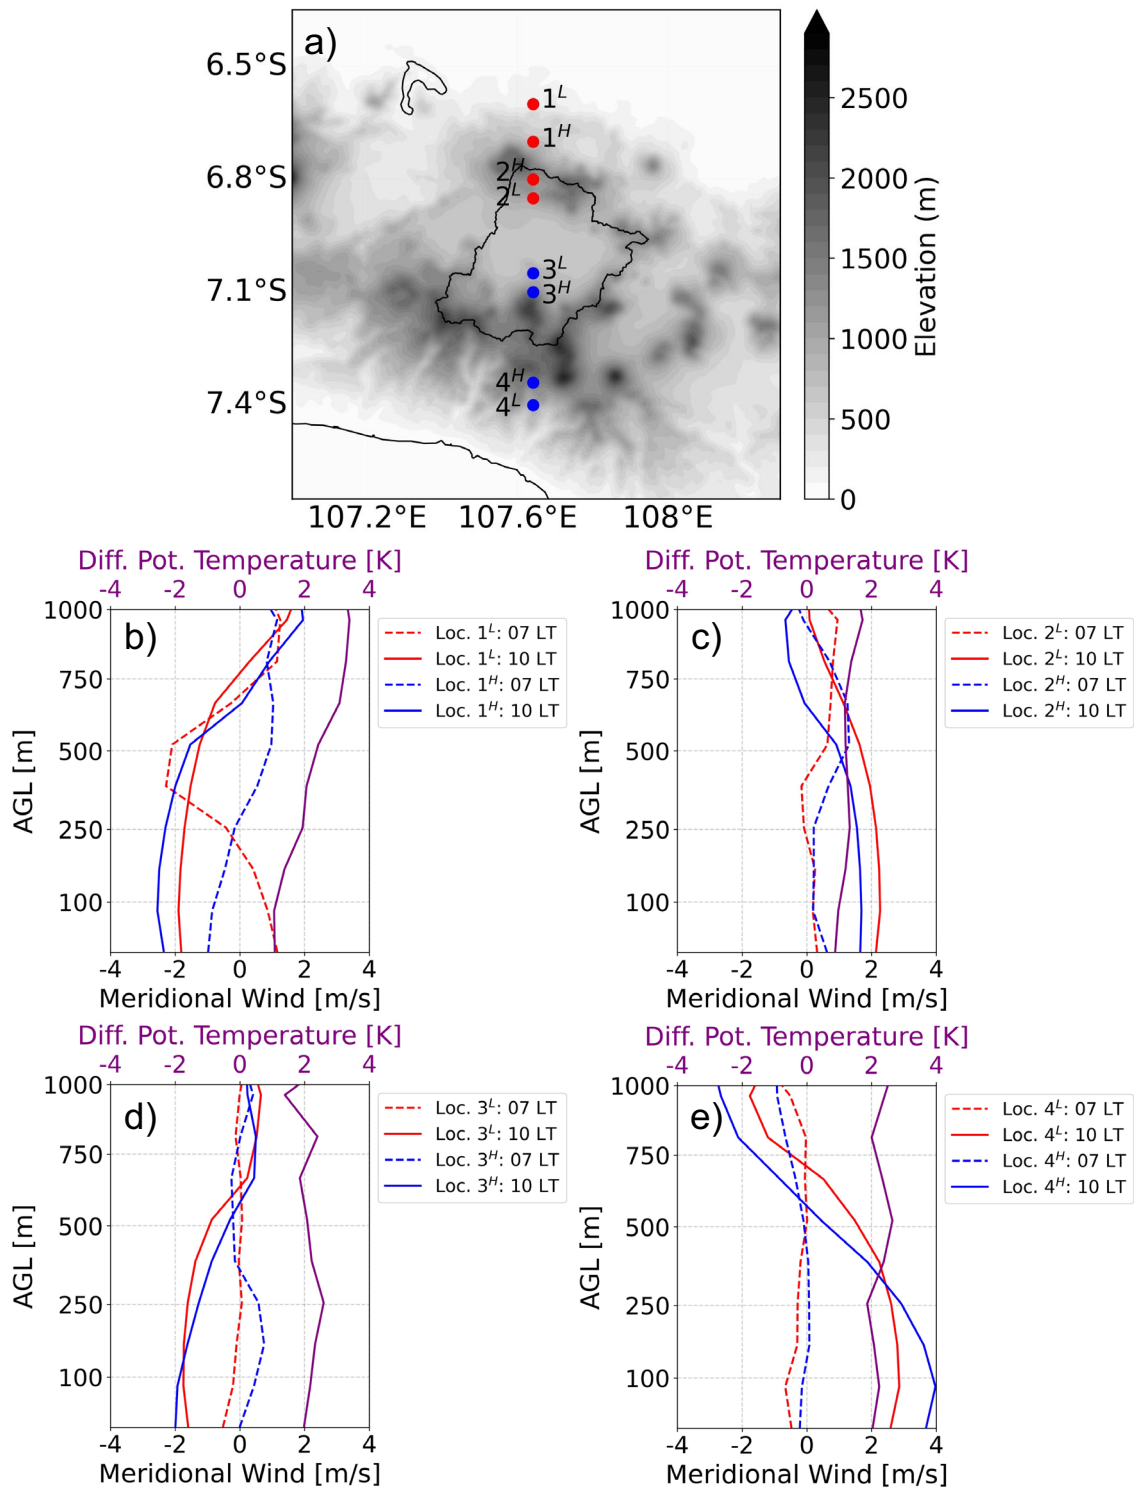 a)
6.5°S
6.8°S
7.1°S
7.4°S
107.2°E 107.6°E 108°E
1^L
1^H
2^H
2^L
3^L
3^H
4^H
4^L
2500
2000
1500
1000
500
0
Elevation (m)
Diff. Pot. Temperature [K]
-4 -2 0 2 4
b)
1000
750
500
250
100
AGL [m]
-4 -2 0 2 4
Meridional Wind [m/s]
Loc. 1^L: 07 LT
Loc. 1^L: 10 LT
Loc. 1^H: 07 LT
Loc. 1^H: 10 LT
Diff. Pot. Temperature [K]
-4 -2 0 2 4
c)
1000
750
500
250
100
AGL [m]
-4 -2 0 2 4
Meridional Wind [m/s]
Loc. 2^L: 07 LT
Loc. 2^L: 10 LT
Loc. 2^H: 07 LT
Loc. 2^H: 10 LT
Diff. Pot. Temperature [K]
-4 -2 0 2 4
d)
1000
750
500
250
100
AGL [m]
-4 -2 0 2 4
Meridional Wind [m/s]
Loc. 3^L: 07 LT
Loc. 3^L: 10 LT
Loc. 3^H: 07 LT
Loc. 3^H: 10 LT
Diff. Pot. Temperature [K]
-4 -2 0 2 4
e)
1000
750
500
250
100
AGL [m]
-4 -2 0 2 4
Meridional Wind [m/s]
Loc. 4^L: 07 LT
Loc. 4^L: 10 LT
Loc. 4^H: 07 LT
Loc. 4^H: 10 LT